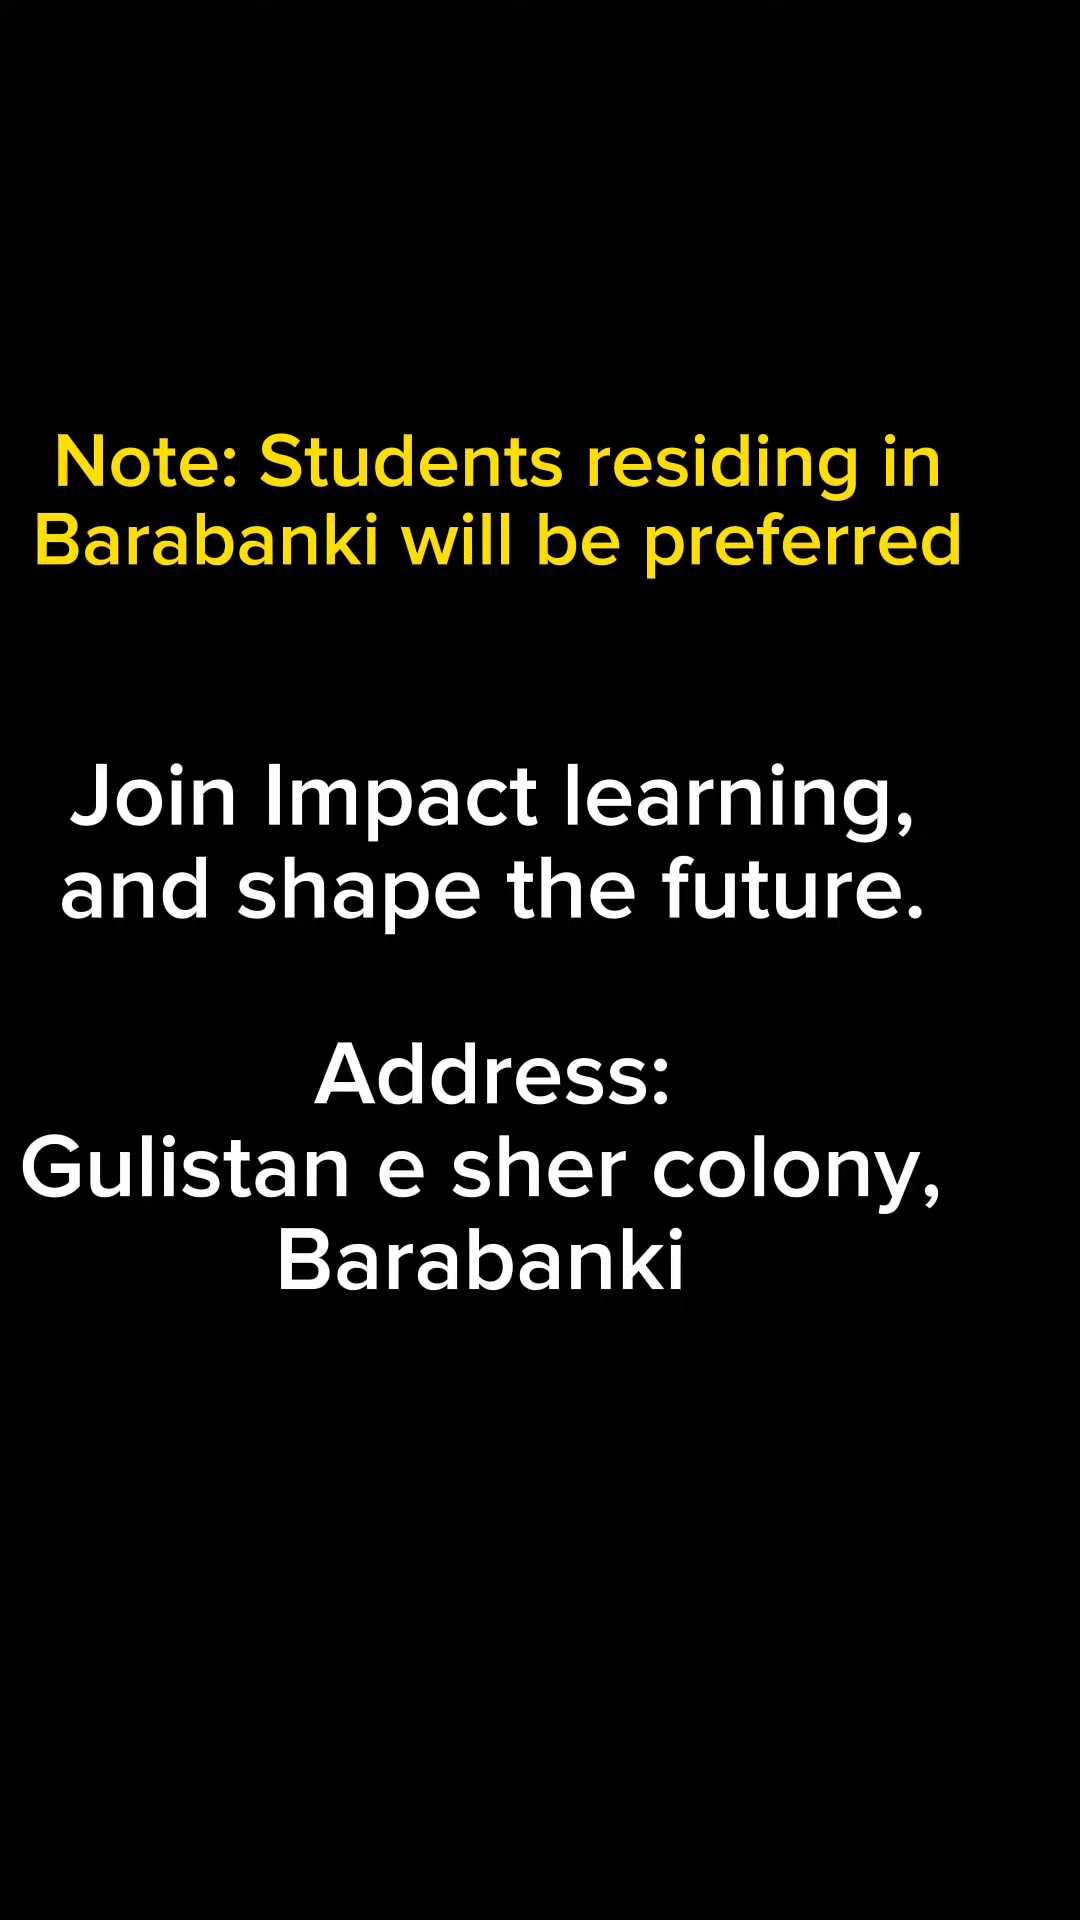 Note: Students residing in
Barabanki will be preferred
Join Impact learning,
and shape the future.
Address:
Gulistan e sher colony,
Barabanki